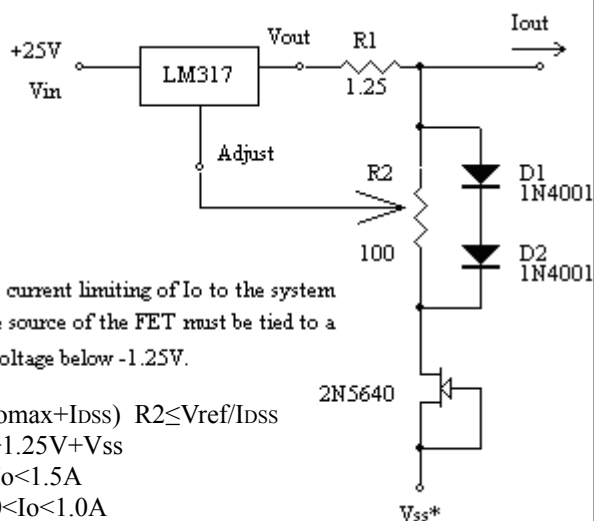 Iout
Vout
R1
+25V
LM317
Vin
1.25
Adjust
R2
D1
1N4001
100
D2
1N4001
current limiting of Io to the system
source of the FET must be tied to a
below -1.25V.
2N5640
+IDSS) R2≤Vref/IDSS
1.25V+Vss
<1.5A
<Io<1.0A
Vss*